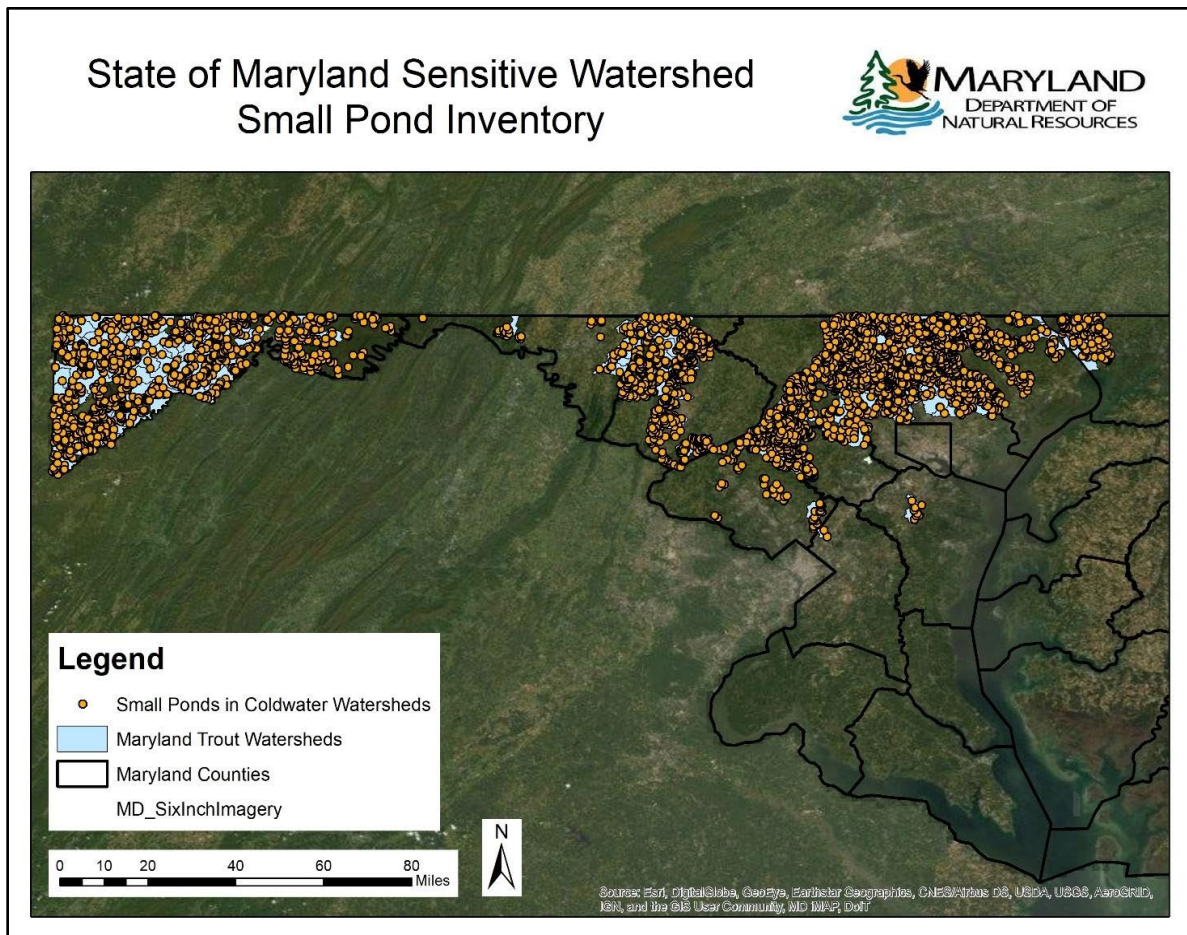 State of Maryland Sensitive Watershed
Small Pond Inventory
MARYLAND
DEPARTMENT OF
NATURAL RESOURCES
Legend
Small Ponds in Coldwater Watersheds
Maryland Trout Watersheds
Maryland Counties
MD_SixInchImagery
0 10 20 40 60 80
Miles
N
Source: Esri, DigitalGlobe, GeoEye, Earthstar Geographics, CNES/Airbus DS, USDA, USGS, AeroGRID,
IGN, and the GIS User Community, MD iMAP, DoIT